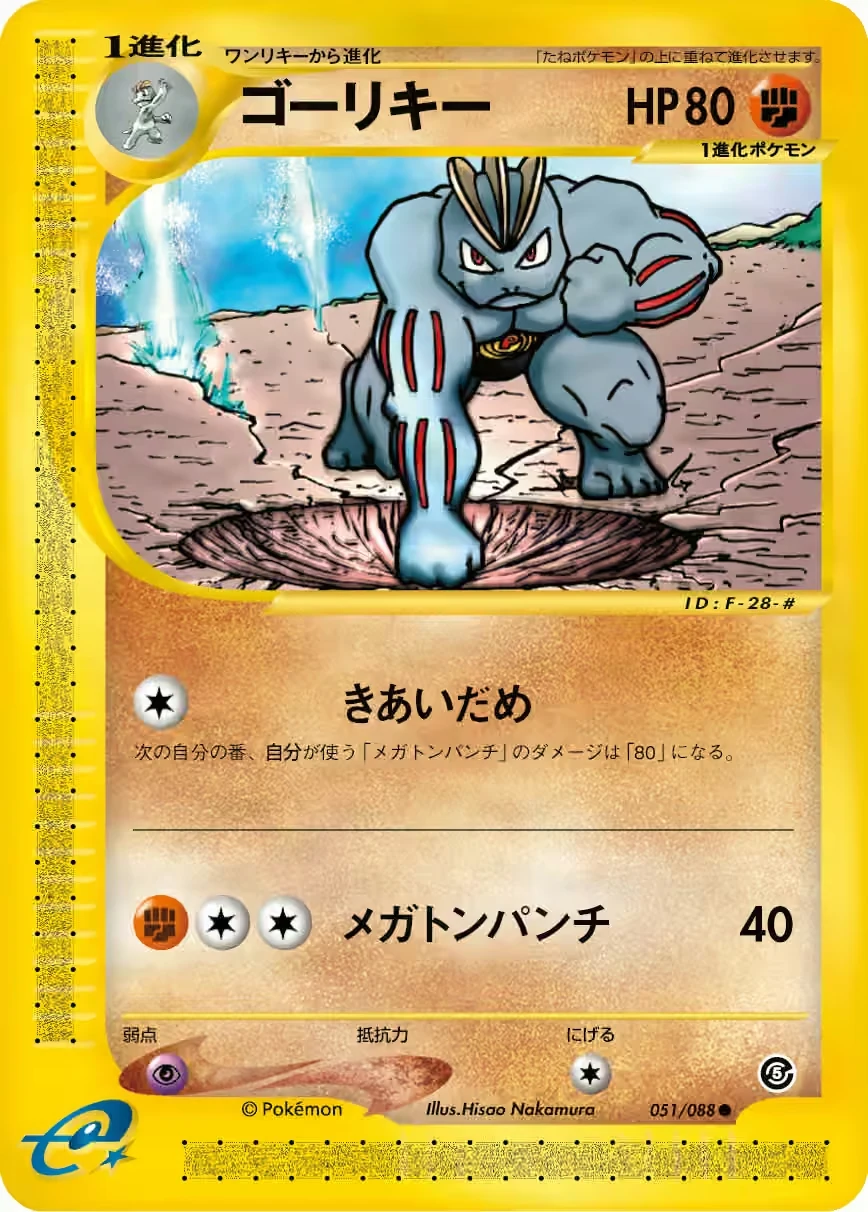 1進化
ワンリキーから進化
「たねポケモン」の上に重ねて進化させます。
ゴーリキー
HP80
1進化ポケモン
ID:F-28-#
きあいだめ
次の自分の番、自分が使う「メガトンパンチ」のダメージは「80」になる。
メガトンパンチ 40
弱点 抵抗力 にげる
5
© Pokémon Illus.Hisao Nakamura 051/088 ●
e